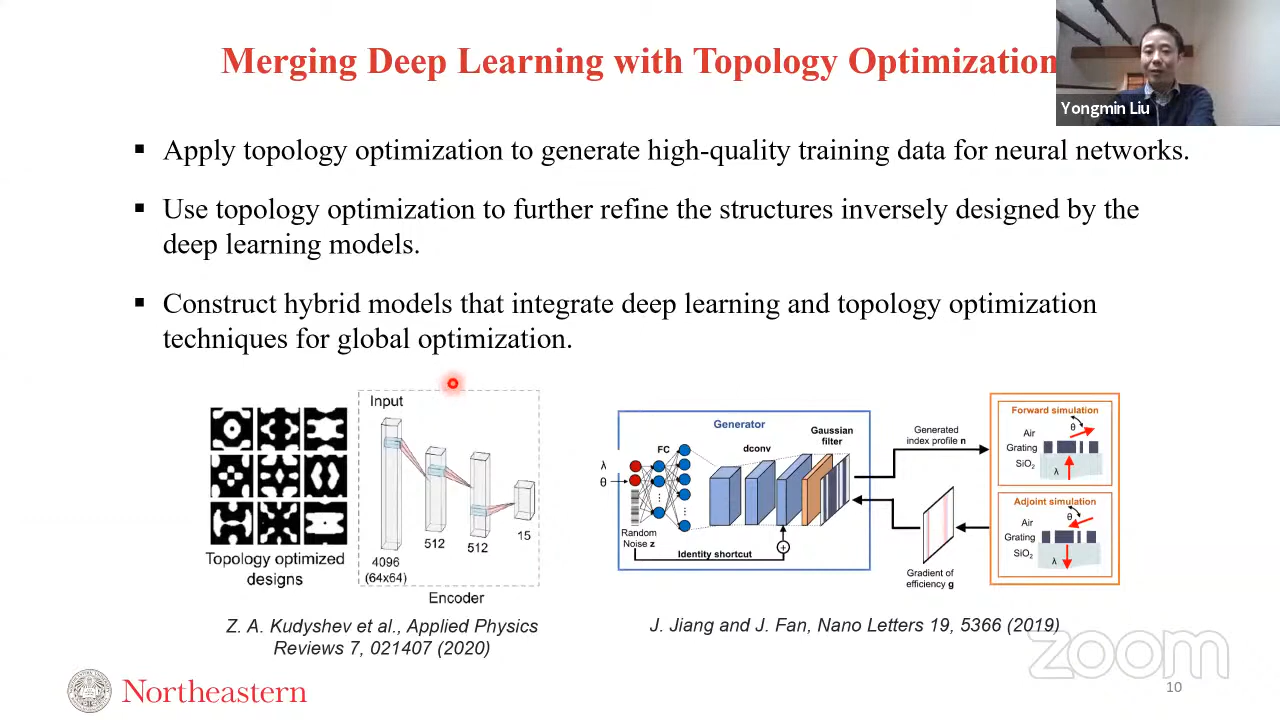 Merging Deep Learning with Topology Optimization
Yongmin Liu
▪ Apply topology optimization to generate high-quality training data for neural networks.
▪ Use topology optimization to further refine the structures inversely designed by the
deep learning models.
▪ Construct hybrid models that integrate deep learning and topology optimization
techniques for global optimization.
Input
4096
(64x64)
512
512
15
Topology optimized
designs
Encoder
Z. A. Kudyshev et al., Applied Physics
Reviews 7, 021407 (2020)
Generator
λ
θ
FC
dconv
Gaussian
filter
Random
Noise z
Identity shortcut
Generated
index profile n
Gradient of
efficiency g
Forward simulation
Air
Grating
SiO₂
θ
λ
Adjoint simulation
Air
Grating
SiO₂
θ
λ
J. Jiang and J. Fan, Nano Letters 19, 5366 (2019)
zoom
Northeastern
10